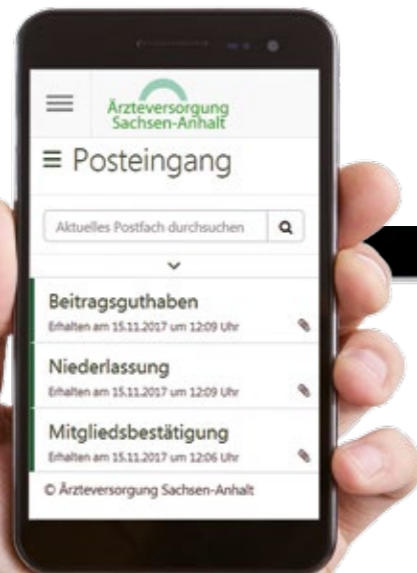 Ärzteversorgung
Sachsen-Anhalt
≡ Posteingang
Aktuelles Postfach durchsuchen
Beitragsguthaben
Erhalten am 15.11.2017 um 12:09 Uhr
Niederlassung
Erhalten am 15.11.2017 um 12:09 Uhr
Mitgliedsbestätigung
Erhalten am 15.11.2017 um 12:06 Uhr
© Ärzteversorgung Sachsen-Anhalt